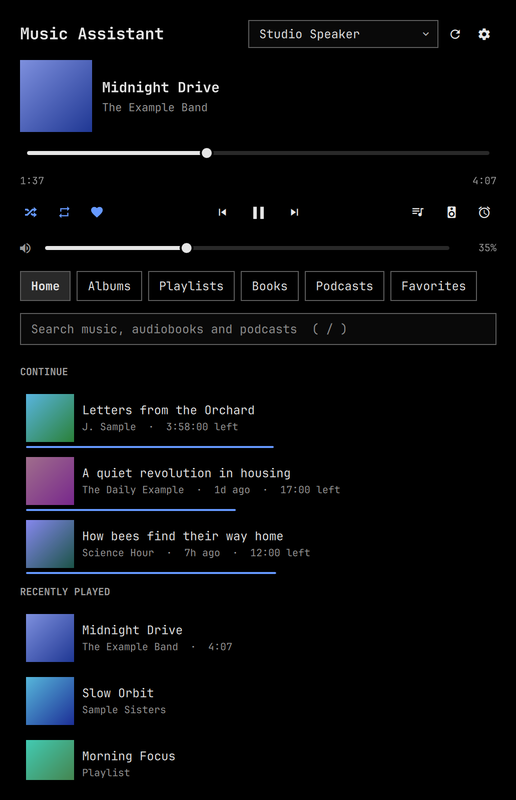 Music Assistant
Studio Speaker
Midnight Drive
The Example Band
1:37
4:07
35%
Home
Albums
Playlists
Books
Podcasts
Favorites
Search music, audiobooks and podcasts ( / )
CONTINUE
Letters from the Orchard
J. Sample · 3:58:00 left
A quiet revolution in housing
The Daily Example · 1d ago · 17:00 left
How bees find their way home
Science Hour · 7h ago · 12:00 left
RECENTLY PLAYED
Midnight Drive
The Example Band · 4:07
Slow Orbit
Sample Sisters
Morning Focus
Playlist